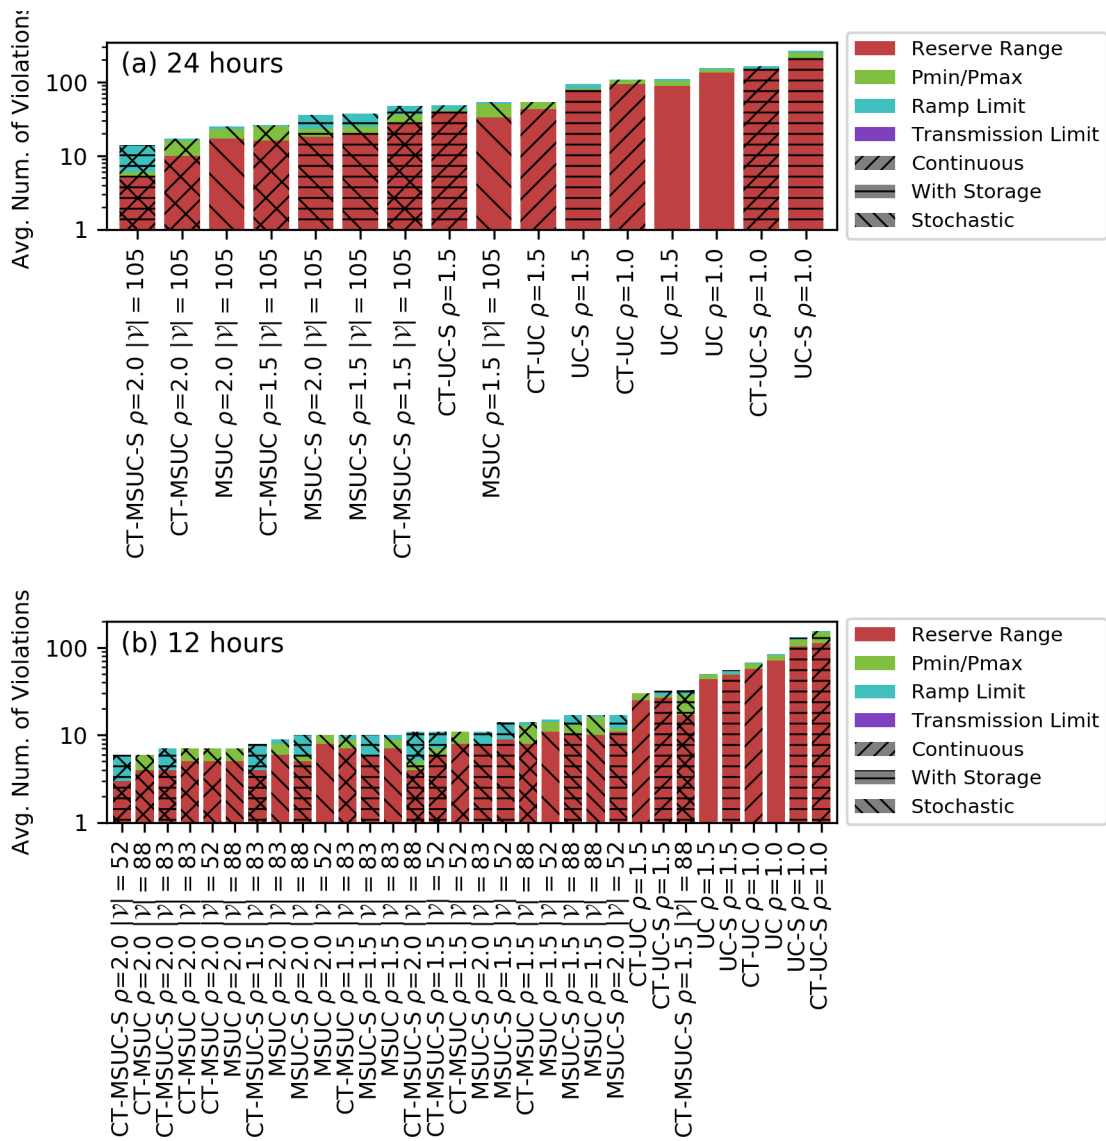 Avg. Num. of Violations
(a) 24 hours
100
10
1
CT-MSUC-S ρ=2.0 |𝒱| = 105
CT-MSUC ρ=2.0 |𝒱| = 105
MSUC ρ=2.0 |𝒱| = 105
CT-MSUC ρ=1.5 |𝒱| = 105
MSUC-S ρ=2.0 |𝒱| = 105
MSUC-S ρ=1.5 |𝒱| = 105
CT-MSUC-S ρ=1.5 |𝒱| = 105
CT-UC-S ρ=1.5
MSUC ρ=1.5 |𝒱| = 105
CT-UC ρ=1.5
UC-S ρ=1.5
CT-UC ρ=1.0
UC ρ=1.5
UC ρ=1.0
CT-UC-S ρ=1.0
UC-S ρ=1.0
Reserve Range
Pmin/Pmax
Ramp Limit
Transmission Limit
Continuous
With Storage
Stochastic
Avg. Num. of Violations
(b) 12 hours
100
10
1
CT-MSUC-S ρ=2.0 |𝒱| = 52
CT-MSUC ρ=2.0 |𝒱| = 88
CT-MSUC-S ρ=2.0 |𝒱| = 83
CT-MSUC ρ=2.0 |𝒱| = 83
CT-MSUC ρ=2.0 |𝒱| = 52
MSUC ρ=2.0 |𝒱| = 88
CT-MSUC-S ρ=1.5 |𝒱| = 83
MSUC ρ=2.0 |𝒱| = 83
MSUC-S ρ=2.0 |𝒱| = 88
MSUC ρ=2.0 |𝒱| = 52
CT-MSUC ρ=1.5 |𝒱| = 83
MSUC-S ρ=1.5 |𝒱| = 83
MSUC ρ=1.5 |𝒱| = 83
CT-MSUC-S ρ=2.0 |𝒱| = 88
CT-MSUC-S ρ=1.5 |𝒱| = 52
CT-MSUC ρ=1.5 |𝒱| = 52
MSUC-S ρ=2.0 |𝒱| = 83
MSUC-S ρ=1.5 |𝒱| = 52
CT-MSUC ρ=1.5 |𝒱| = 88
MSUC ρ=1.5 |𝒱| = 52
MSUC-S ρ=1.5 |𝒱| = 88
MSUC ρ=1.5 |𝒱| = 88
MSUC-S ρ=2.0 |𝒱| = 52
CT-UC ρ=1.5
CT-UC-S ρ=1.5
CT-MSUC-S ρ=1.5 |𝒱| = 88
UC ρ=1.5
UC-S ρ=1.5
CT-UC ρ=1.0
UC ρ=1.0
UC-S ρ=1.0
CT-UC-S ρ=1.0
Reserve Range
Pmin/Pmax
Ramp Limit
Transmission Limit
Continuous
With Storage
Stochastic